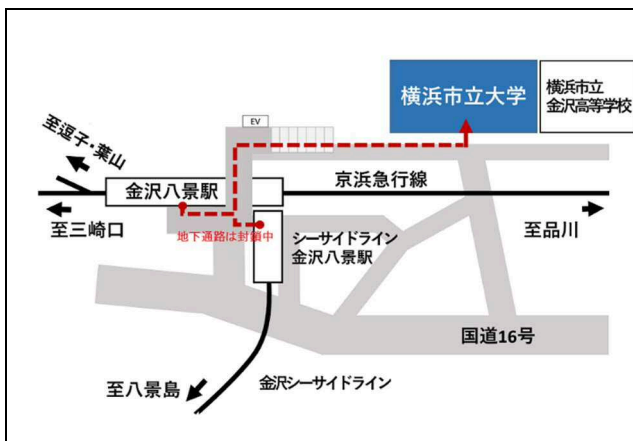 横浜市立大学
横浜市立
金沢高等学校
EV
至逗子・葉山
金沢八景駅
京浜急行線
至三崎口
地下通路は封鎖中
シーサイドライン
金沢八景駅
至品川
国道16号
至八景島
金沢シーサイドライン